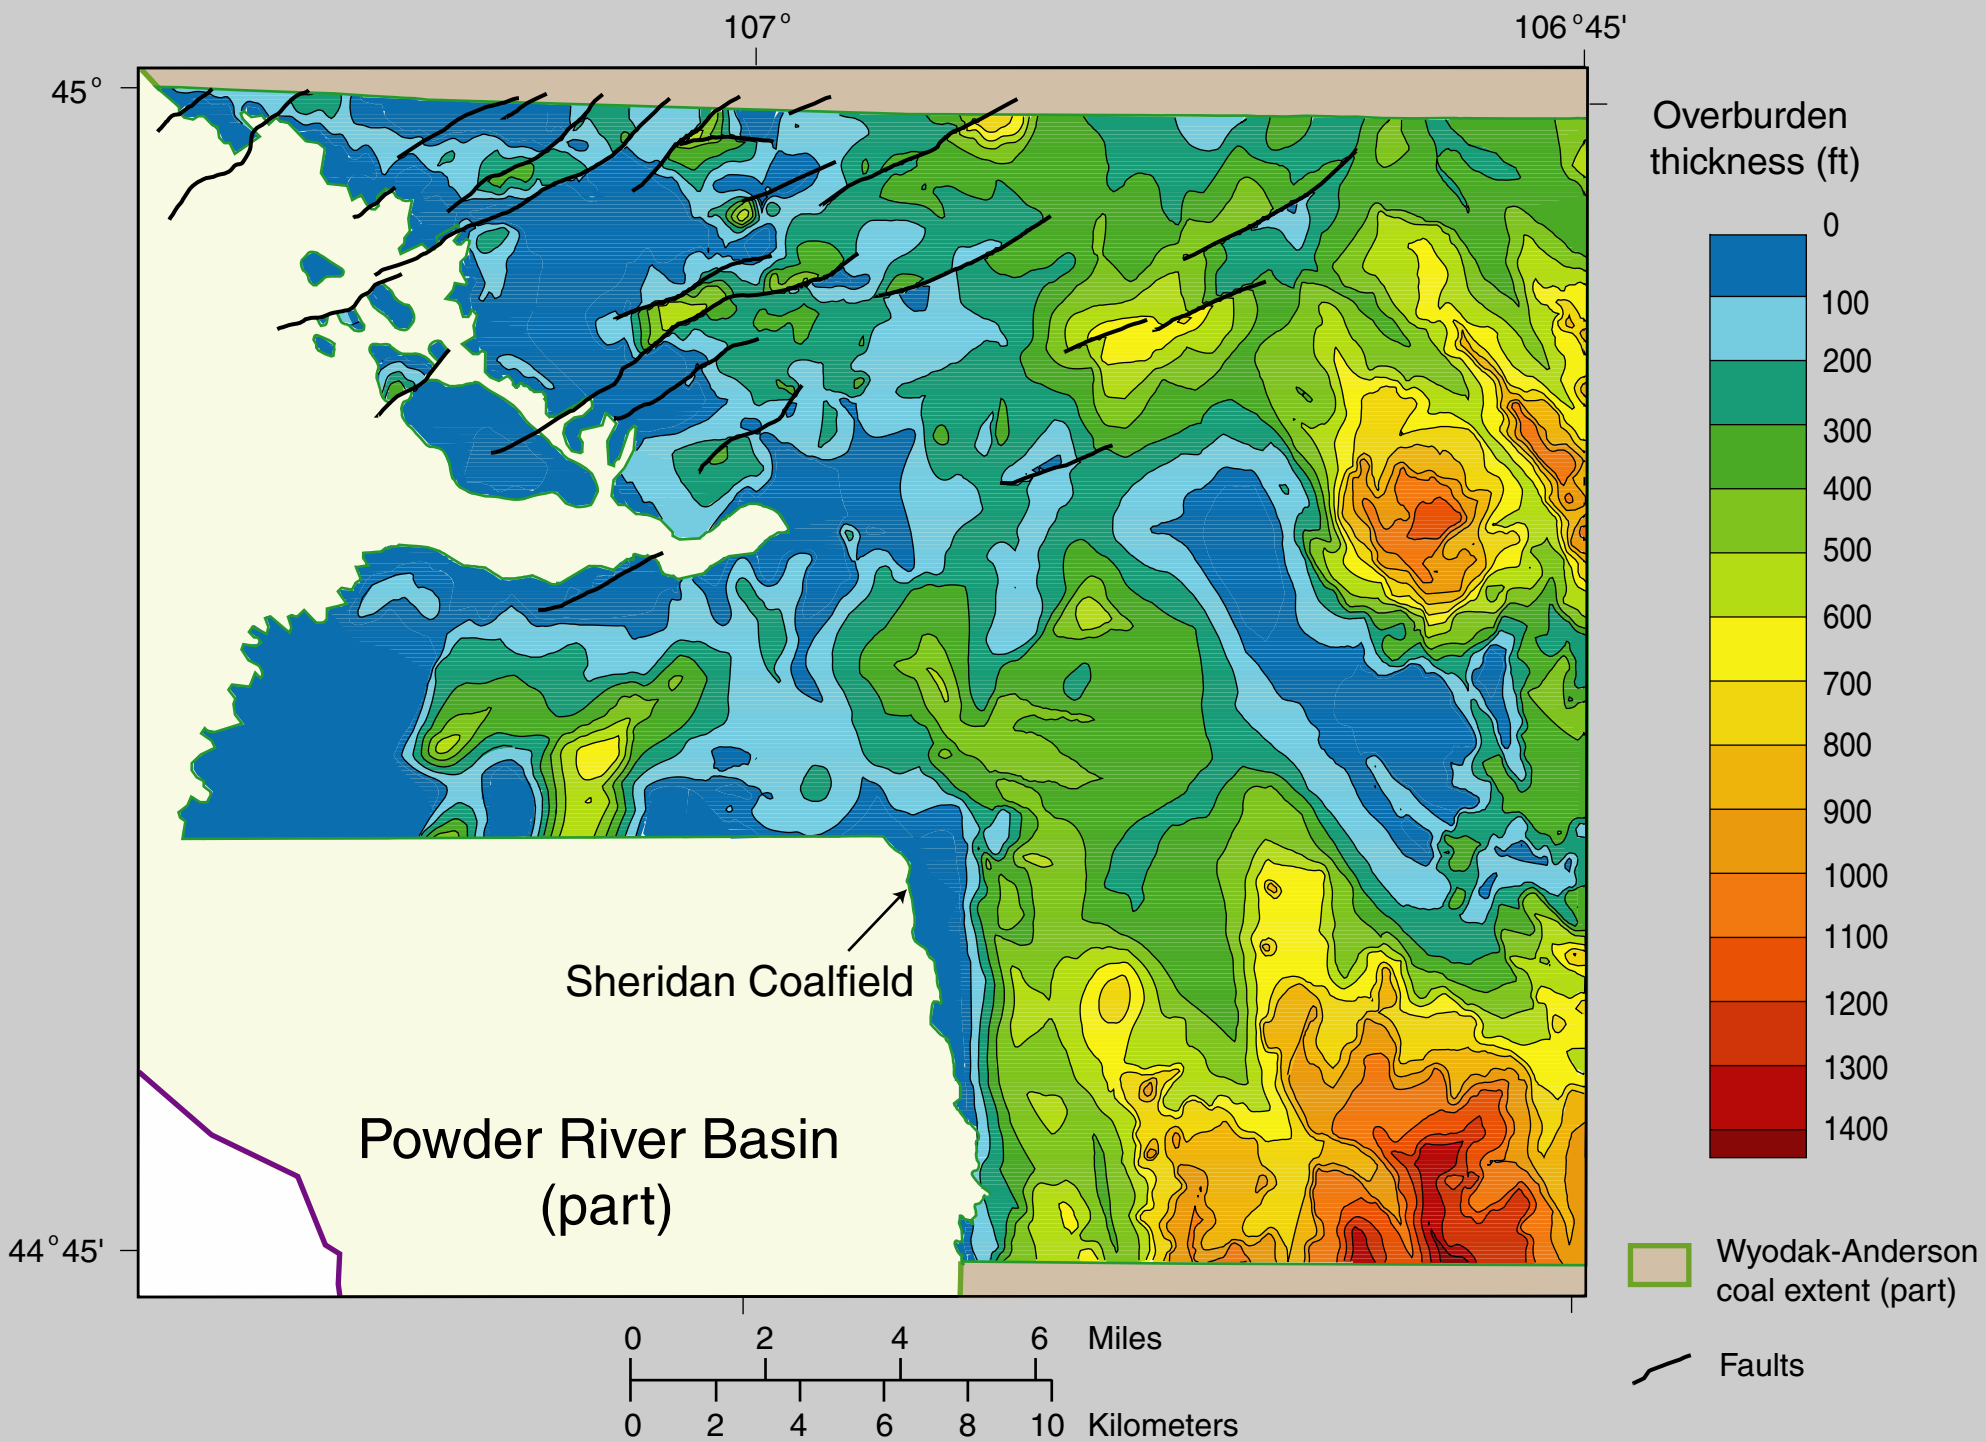 107°
106°45'
45°
44°45'
Overburden
thickness (ft)
0
100
200
300
400
500
600
700
800
900
1000
1100
1200
1300
1400
Sheridan Coalfield
Powder River Basin
(part)
Wyodak-Anderson
coal extent (part)
Faults
0 2 4 6 Miles
0 2 4 6 8 10 Kilometers